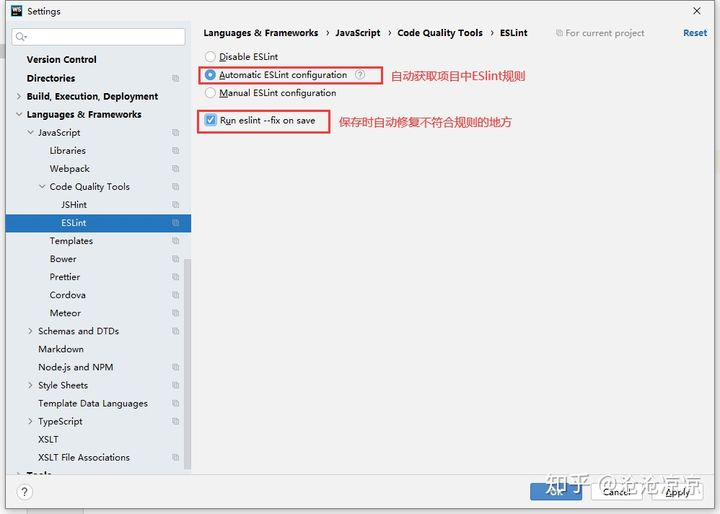 WS Settings
Version Control
Directories
Build, Execution, Deployment
Languages & Frameworks
JavaScript
Libraries
Webpack
Code Quality Tools
JSHint
ESLint
Templates
Bower
Prettier
Cordova
Meteor
Schemas and DTDs
Markdown
Node.js and NPM
Style Sheets
Template Data Languages
TypeScript
XSLT
XSLT File Associations
Tools
Languages & Frameworks › JavaScript › Code Quality Tools › ESLint For current project Reset
Disable ESLint
Automatic ESLint configuration ? 自动获取项目中ESlint规则
Manual ESLint configuration
Run eslint --fix on save 保存时自动修复不符合规则的地方
? OK Cancel Apply
知乎 @沧沧凉凉